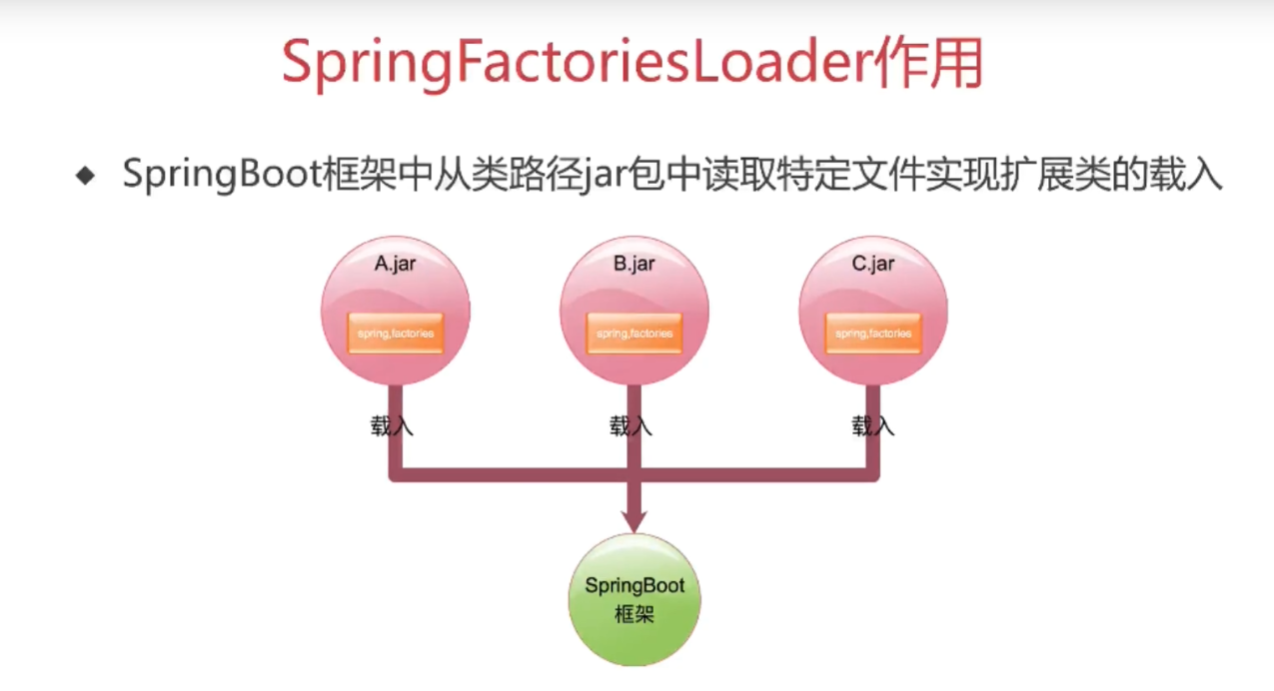 SpringFactoriesLoader作用
◆ SpringBoot框架中从类路径jar包中读取特定文件实现扩展类的载入
A.jar B.jar C.jar
spring,factories spring,factories spring,factories
载入 载入 载入
SpringBoot
框架